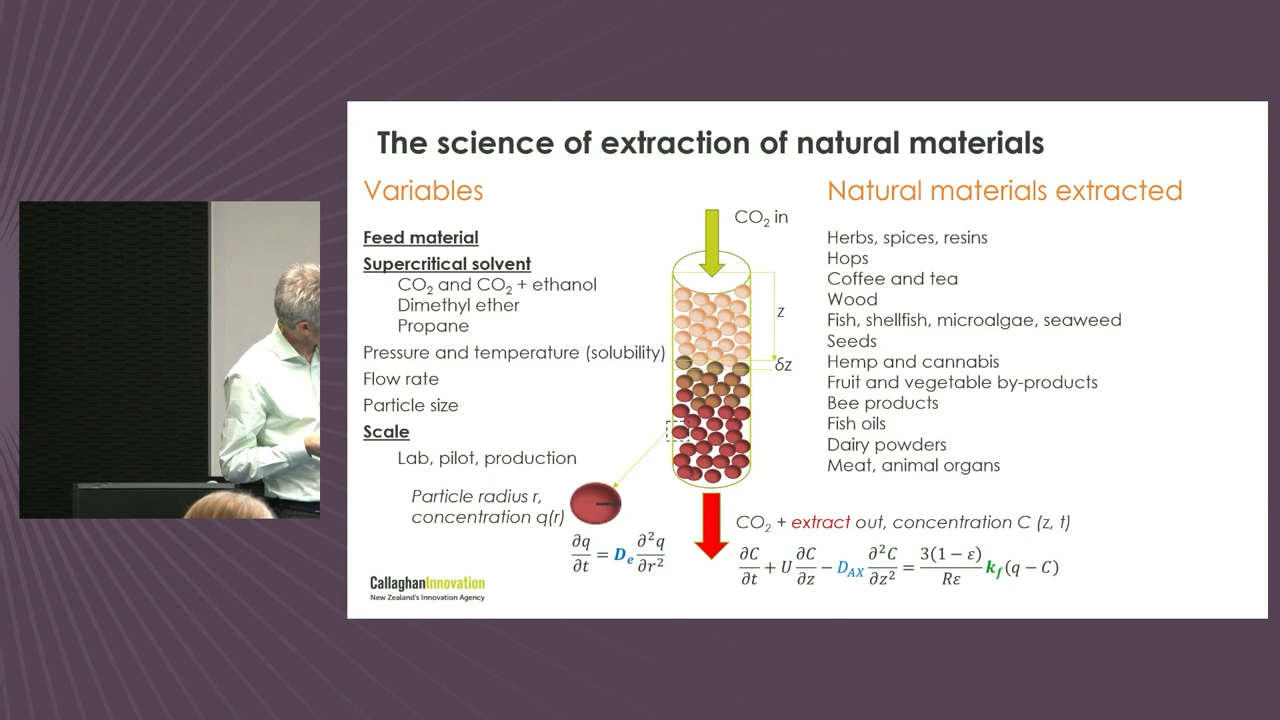 The science of extraction of natural materials
Variables
Feed material
Supercritical solvent
CO₂ and CO₂ + ethanol
Dimethyl ether
Propane
Pressure and temperature (solubility)
Flow rate
Particle size
Scale
Lab, pilot, production
Particle radius r,
concentration q(r)
∂q/∂t = Dₑ ∂²q/∂r²
CO₂ in
z
δz
Natural materials extracted
Herbs, spices, resins
Hops
Coffee and tea
Wood
Fish, shellfish, microalgae, seaweed
Seeds
Hemp and cannabis
Fruit and vegetable by-products
Bee products
Fish oils
Dairy powders
Meat, animal organs
CO₂ + extract out, concentration C (z, t)
∂C/∂t + U ∂C/∂z − D_AX ∂²C/∂z² = 3(1 − ε)/Rε k_f (q − C)
CallaghanInnovation
New Zealand's Innovation Agency